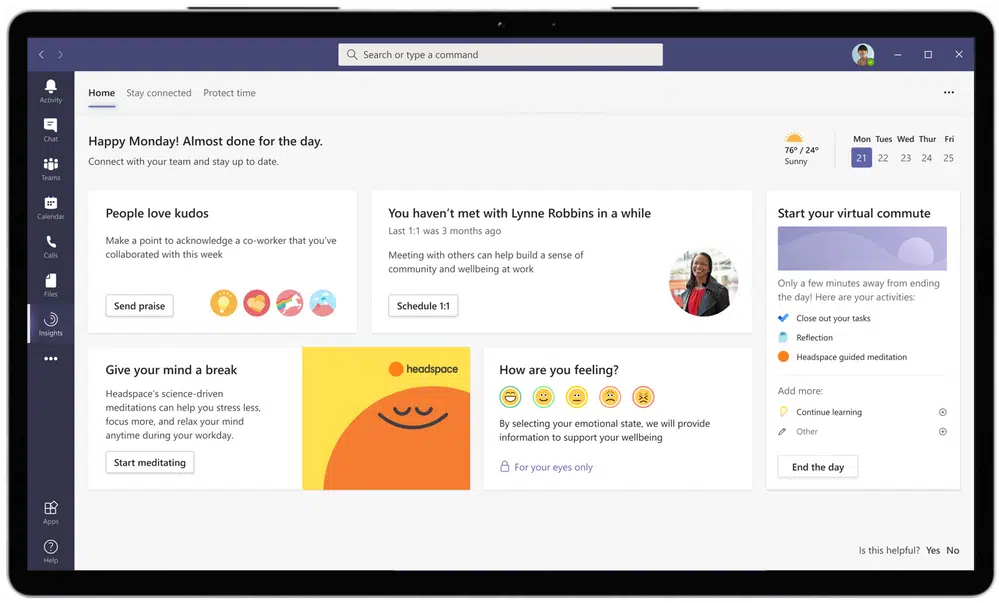 Search or type a command
Activity
Chat
Teams
Calendar
Calls
Files
Insights
Apps
Help
Home Stay connected Protect time
Happy Monday! Almost done for the day.
Connect with your team and stay up to date.
76° / 24°
Sunny
Mon Tues Wed Thur Fri
21 22 23 24 25
People love kudos
Make a point to acknowledge a co-worker that you've
collaborated with this week
Send praise
You haven't met with Lynne Robbins in a while
Last 1:1 was 3 months ago
Meeting with others can help build a sense of
community and wellbeing at work
Schedule 1:1
Start your virtual commute
Only a few minutes away from ending
the day! Here are your activities:
Close out your tasks
Reflection
Headspace guided meditation
Add more:
Continue learning
Other
End the day
Give your mind a break
Headspace's science-driven
meditations can help you stress less,
focus more, and relax your mind
anytime during your workday.
Start meditating
headspace
How are you feeling?
By selecting your emotional state, we will provide
information to support your wellbeing
For your eyes only
Is this helpful? Yes No